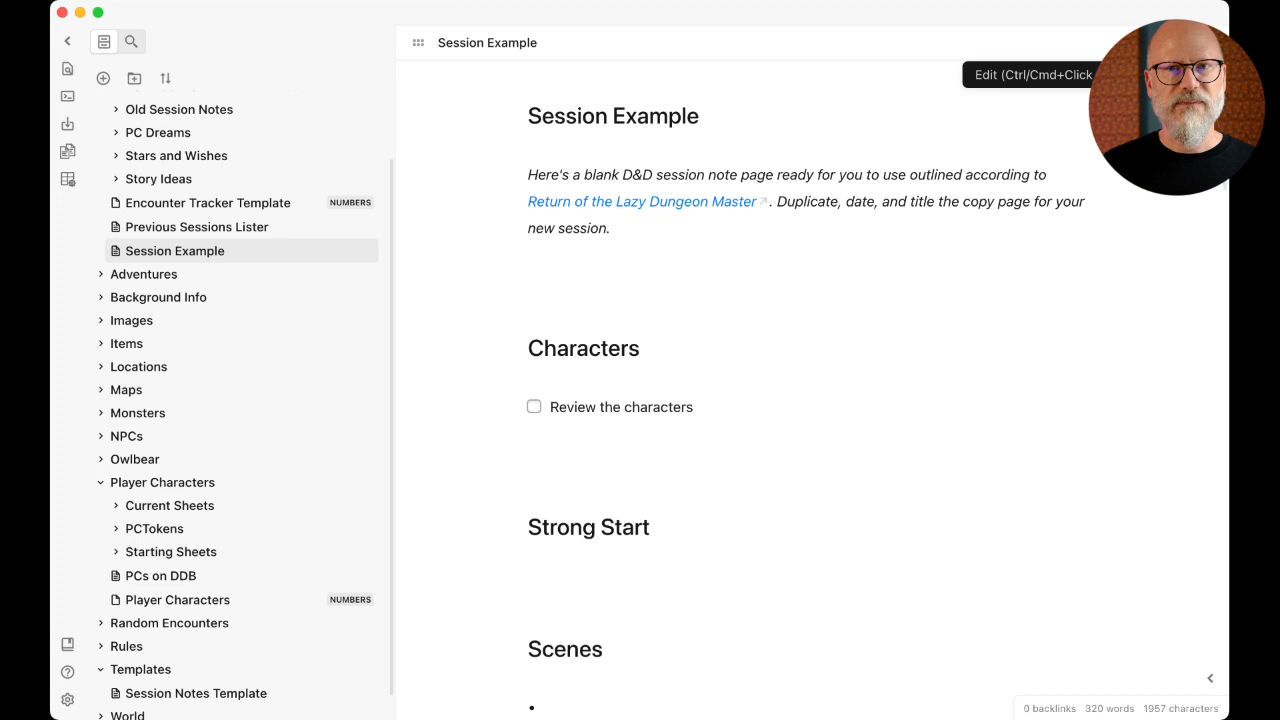 Session Example
Edit (Ctrl/Cmd+Click
Old Session Notes
PC Dreams
Stars and Wishes
Story Ideas
Encounter Tracker Template NUMBERS
Previous Sessions Lister
Session Example
Adventures
Background Info
Images
Items
Locations
Maps
Monsters
NPCs
Owlbear
Player Characters
Current Sheets
PCTokens
Starting Sheets
PCs on DDB
Player Characters NUMBERS
Random Encounters
Rules
Templates
Session Notes Template
World
Session Example
Here's a blank D&D session note page ready for you to use outlined according to
Return of the Lazy Dungeon Master. Duplicate, date, and title the copy page for your
new session.
Characters
Review the characters
Strong Start
Scenes
•
0 backlinks 320 words 1957 characters